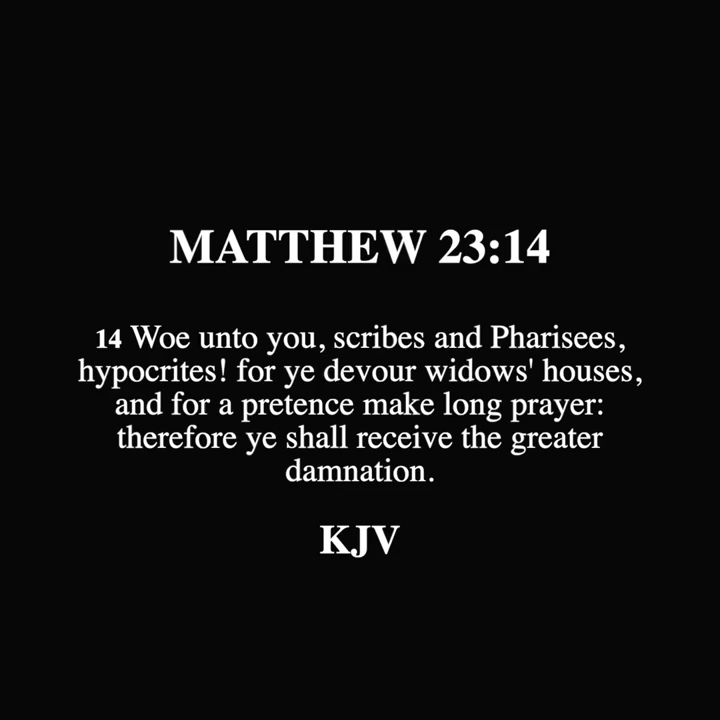 MATTHEW 23:14
14 Woe unto you, scribes and Pharisees,
hypocrites! for ye devour widows' houses,
and for a pretence make long prayer:
therefore ye shall receive the greater
damnation.
KJV